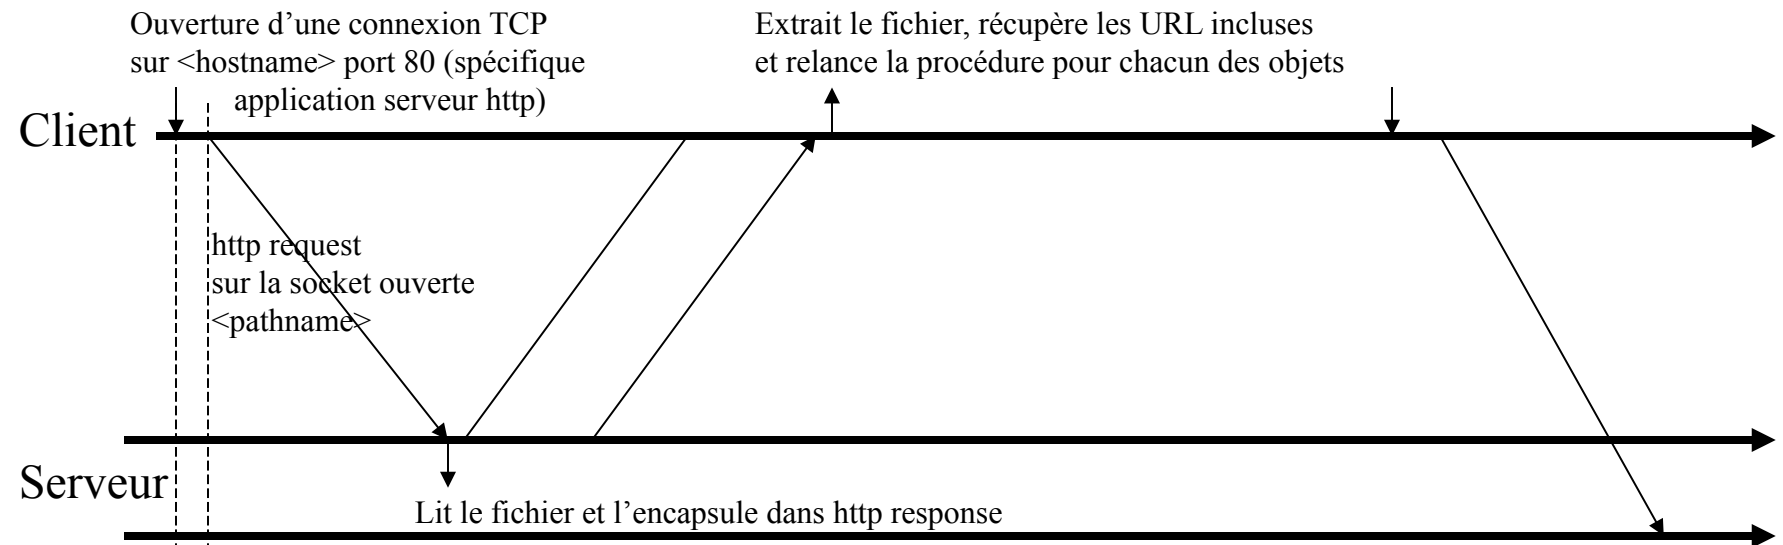 Ouverture d’une connexion TCP
sur <hostname> port 80 (spécifique
application serveur http)
Extrait le fichier, récupère les URL incluses
et relance la procédure pour chacun des objets
Client
http request
sur la socket ouverte
<pathname>
Serveur
Lit le fichier et l’encapsule dans http response